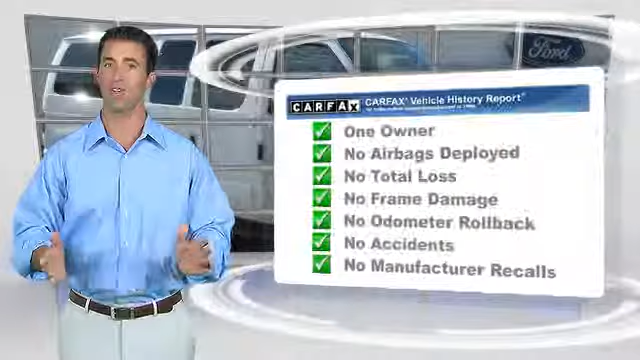 Ford
CARFAX CARFAX Vehicle History Report
One Owner
No Airbags Deployed
No Total Loss
No Frame Damage
No Odometer Rollback
No Accidents
No Manufacturer Recalls